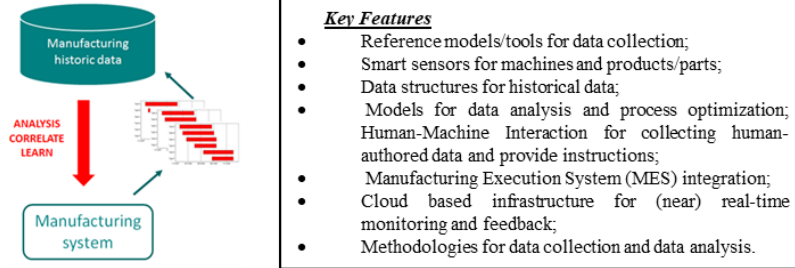 Manufacturing
historic data
ANALYSIS
CORRELATE
LEARN
Manufacturing
system
Key Features
• Reference models/tools for data collection;
• Smart sensors for machines and products/parts;
• Data structures for historical data;
• Models for data analysis and process optimization;
Human-Machine Interaction for collecting human-
authored data and provide instructions;
• Manufacturing Execution System (MES) integration;
• Cloud based infrastructure for (near) real-time
monitoring and feedback;
• Methodologies for data collection and data analysis.